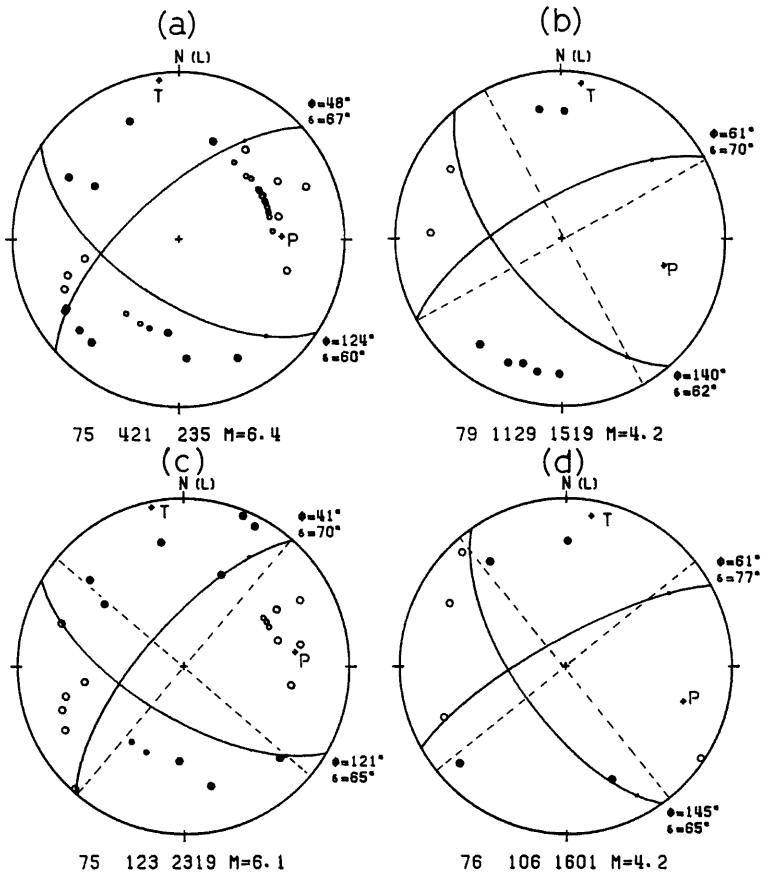 (a)
N (L)
T
ϕ=48°
δ=67°
P
ϕ=124°
δ=60°
75 421 235 M=6.4
(b)
N (L)
T
ϕ=61°
δ=70°
P
ϕ=140°
δ=62°
79 1129 1519 M=4.2
(c)
N (L)
T
ϕ=41°
δ=70°
P
ϕ=121°
δ=65°
75 123 2319 M=6.1
(d)
N (L)
T
ϕ=61°
δ=77°
P
ϕ=145°
δ=65°
76 106 1601 M=4.2